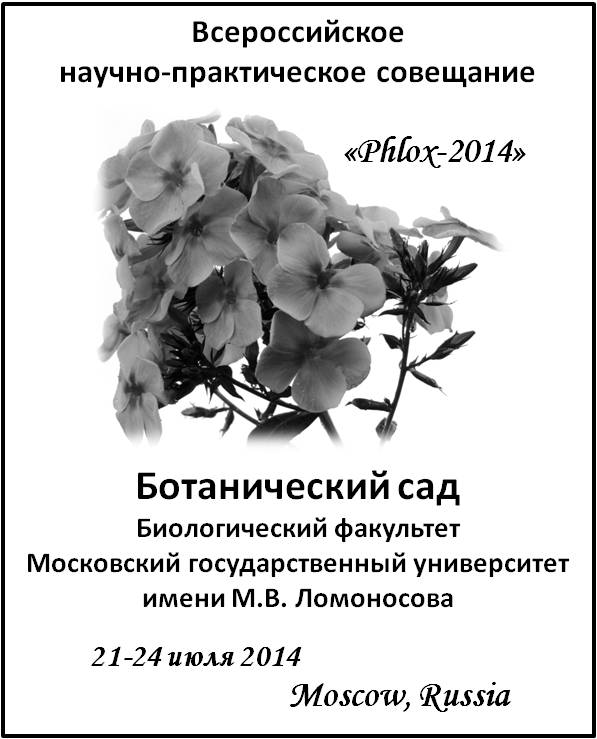 Всероссийское
научно-практическое совещание
«Phlox-2014»
Ботанический сад
Биологический факультет
Московский государственный университет
имени М.В. Ломоносова
21-24 июля 2014
Moscow, Russia